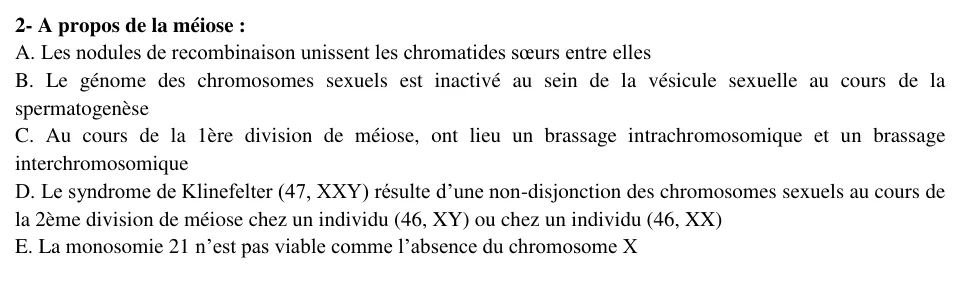 2- A propos de la méiose :
A. Les nodules de recombinaison unissent les chromatides sœurs entre elles
B. Le génome des chromosomes sexuels est inactivé au sein de la vésicule sexuelle au cours de la
spermatogenèse
C. Au cours de la 1ère division de méiose, ont lieu un brassage intrachromosomique et un brassage
interchromosomique
D. Le syndrome de Klinefelter (47, XXY) résulte d’une non-disjonction des chromosomes sexuels au cours de
la 2ème division de méiose chez un individu (46, XY) ou chez un individu (46, XX)
E. La monosomie 21 n’est pas viable comme l’absence du chromosome X